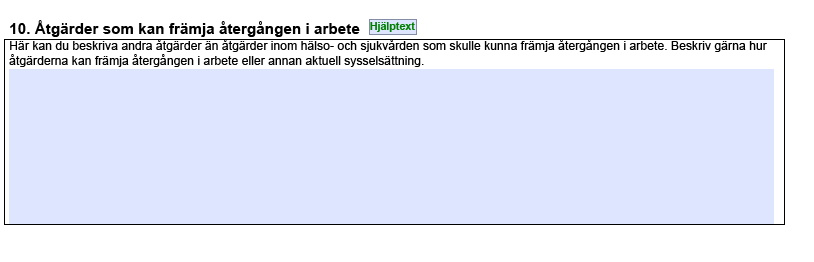 10. Åtgärder som kan främja återgången i arbete Hjälptext
Här kan du beskriva andra åtgärder än åtgärder inom hälso- och sjukvården som skulle kunna främja återgången i arbete. Beskriv gärna hur
åtgärderna kan främja återgången i arbete eller annan aktuell sysselsättning.